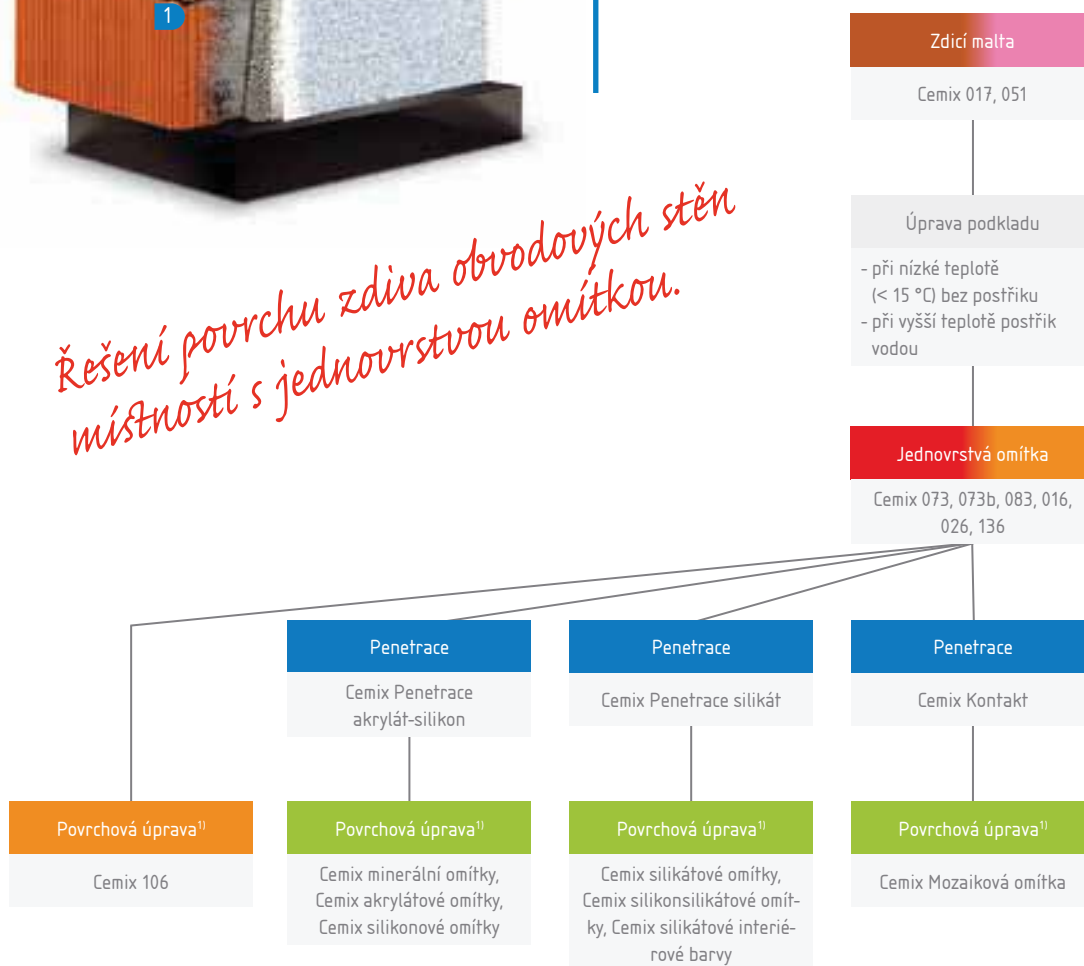 1
Zdicí malta
Cemix 017, 051
Úprava podkladu
- při nízké teplotě
(< 15 °C) bez postřiku
- při vyšší teplotě postřik
vodou
Řešení povrchu zdiva obvodových stěn
místností s jednovrstvou omítkou.
Jednovrstvá omítka
Cemix 073, 073b, 083, 016,
026, 136
Penetrace
Cemix Penetrace
akrylát-silikon
Penetrace
Cemix Penetrace silikát
Penetrace
Cemix Kontakt
Povrchová úprava¹⁾
Cemix 106
Povrchová úprava¹⁾
Cemix minerální omítky,
Cemix akrylátové omítky,
Cemix silikonové omítky
Povrchová úprava¹⁾
Cemix silikátové omítky,
Cemix silikonsilikátové omít-
ky, Cemix silikátové interié-
rové barvy
Povrchová úprava¹⁾
Cemix Mozaiková omítka